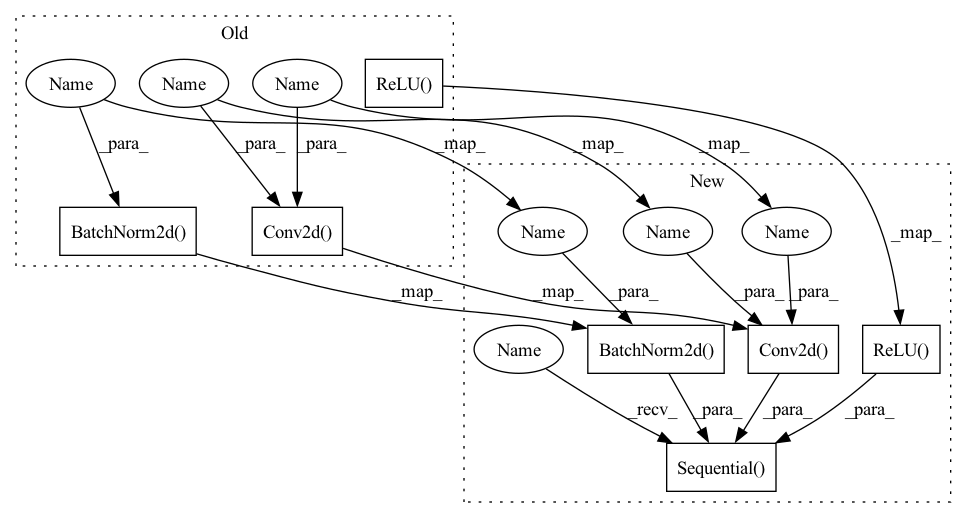 Old
Name
Name
Name
ReLU()
_para_
_para_
_para_
_map_
_map_
_map_
New
BatchNorm2d()
Conv2d()
Name
Name
Name
_map_
_map_
_map_
_para_
_para_
_para_
Name
BatchNorm2d()
Conv2d()
ReLU()
_recv_
_para_
_para_
_para_
Sequential()